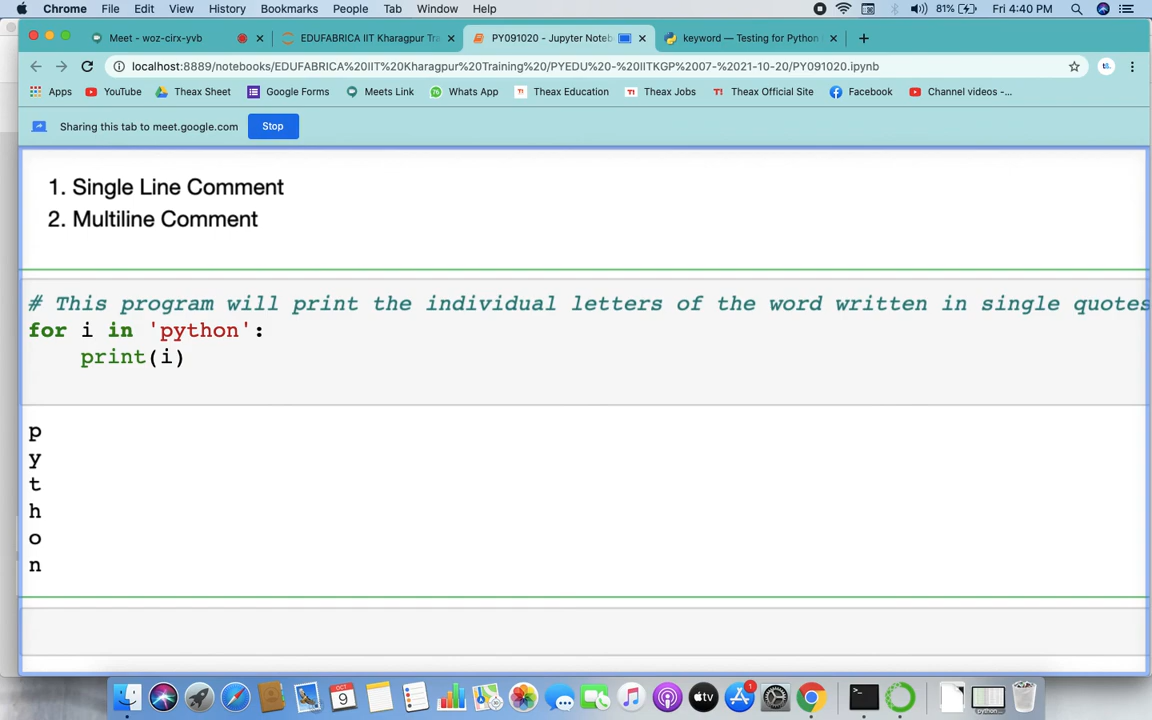 Chrome File Edit View History Bookmarks People Tab Window Help 81% Fri 4:40 PM
Meet - woz-cirx-yvb EDUFABRICA IIT Kharagpur Tra PY091020 - Jupyter Noteb keyword — Testing for Python
localhost:8889/notebooks/EDUFABRICA%20IIT%20Kharagpur%20Training%20/PYEDU%20-%20IITKGP%2007-%2021-10-20/PY091020.ipynb
Apps YouTube Theax Sheet Google Forms Meets Link Whats App Theax Education Theax Jobs Theax Official Site Facebook Channel videos -...
Sharing this tab to meet.google.com Stop
1. Single Line Comment
2. Multiline Comment
# This program will print the individual letters of the word written in single quotes
for i in 'python':
    print(i)
p
y
t
h
o
n